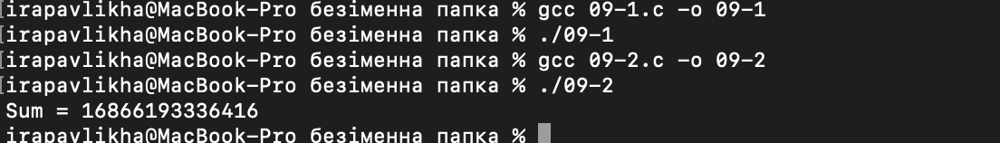 irapavlikha@MacBook-Pro безіменна папка % gcc 09-1.c -o 09-1
[irapavlikha@MacBook-Pro безіменна папка % ./09-1
[irapavlikha@MacBook-Pro безіменна папка % gcc 09-2.c -o 09-2
[irapavlikha@MacBook-Pro безіменна папка % ./09-2
Sum = 16866193336416
irapavlikha@MacBook-Pro безіменна папка %